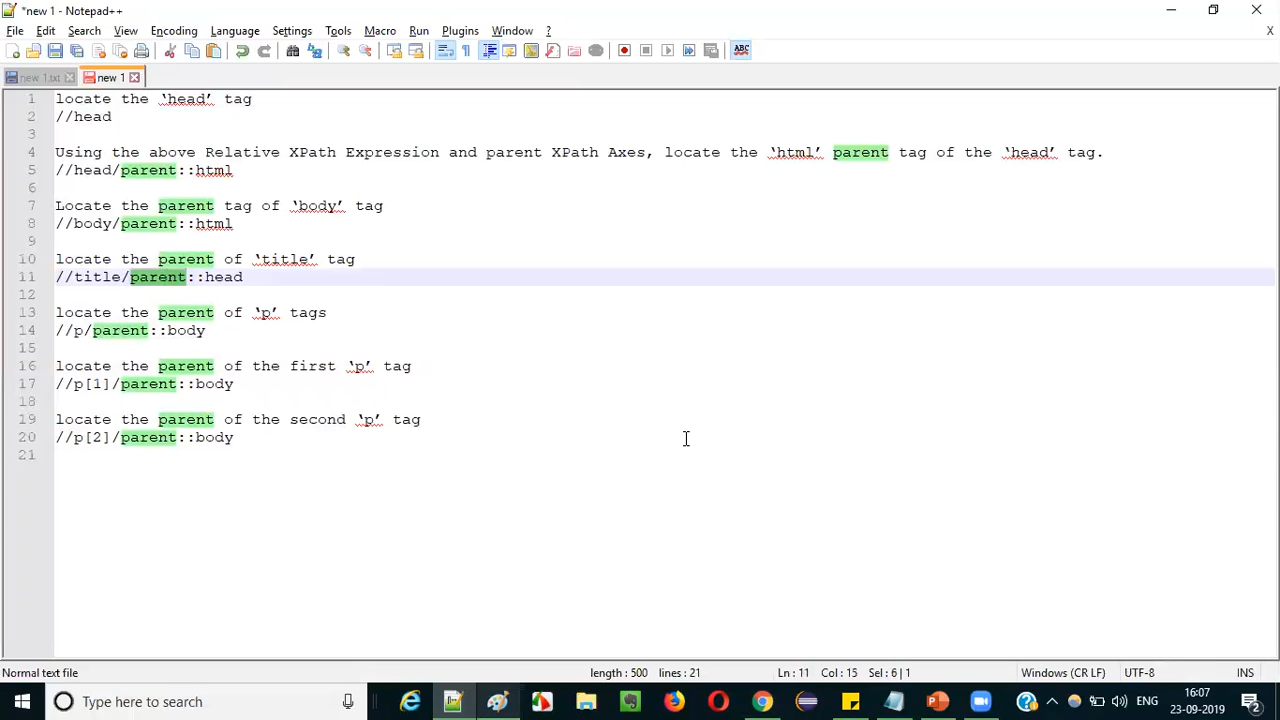 *new 1 - Notepad++
File Edit Search View Encoding Language Settings Tools Macro Run Plugins Window ? X
ABC
new 1.txt new 1
1 locate the ‘head’ tag
2 //head
3
4 Using the above Relative XPath Expression and parent XPath Axes, locate the ‘html’ parent tag of the ‘head’ tag.
5 //head/parent::html
6
7 Locate the parent tag of ‘body’ tag
8 //body/parent::html
9
10 locate the parent of ‘title’ tag
11 //title/parent::head
12
13 locate the parent of ‘p’ tags
14 //p/parent::body
15
16 locate the parent of the first ‘p’ tag
17 //p[1]/parent::body
18
19 locate the parent of the second ‘p’ tag
20 //p[2]/parent::body
21
Normal text file length : 500 lines : 21 Ln : 11 Col : 15 Sel : 6 | 1 Windows (CR LF) UTF-8 INS
Type here to search ENG 16:07
23-09-2019 2